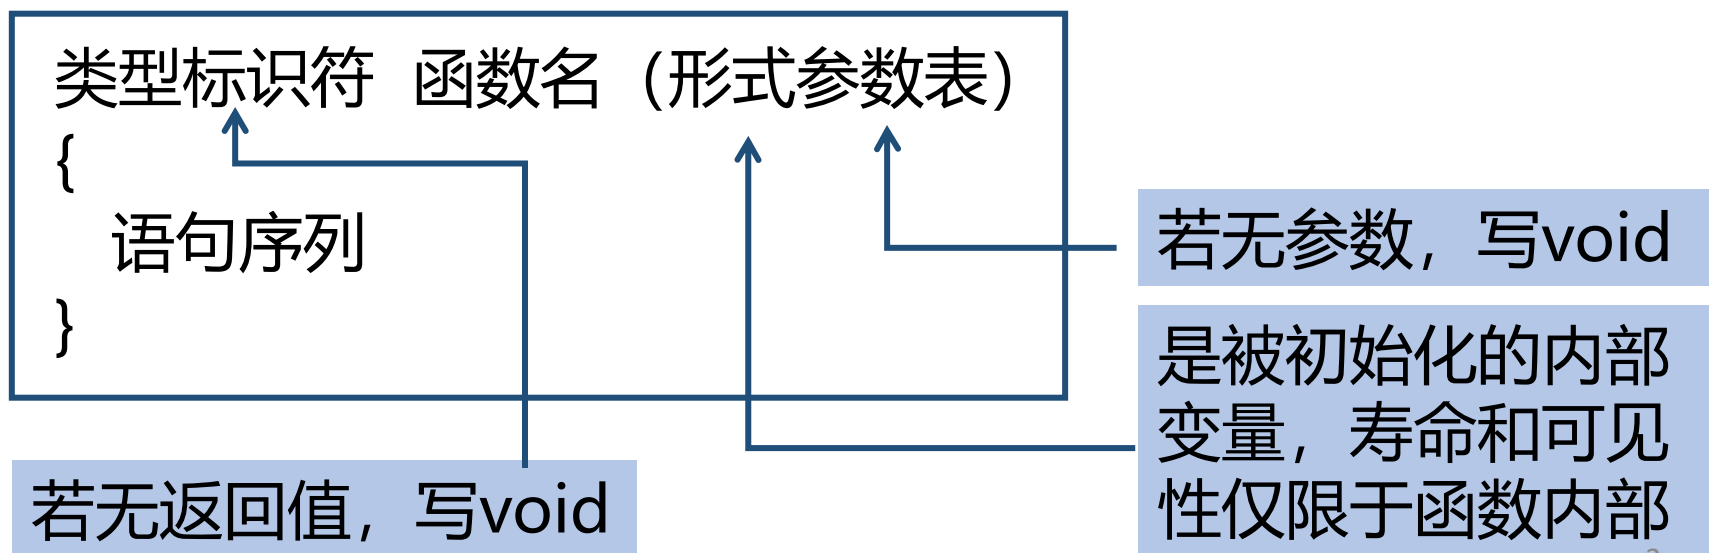 类型标识符 函数名（形式参数表）
{
语句序列
}
若无参数，写void
是被初始化的内部
变量，寿命和可见
性仅限于函数内部
若无返回值，写void